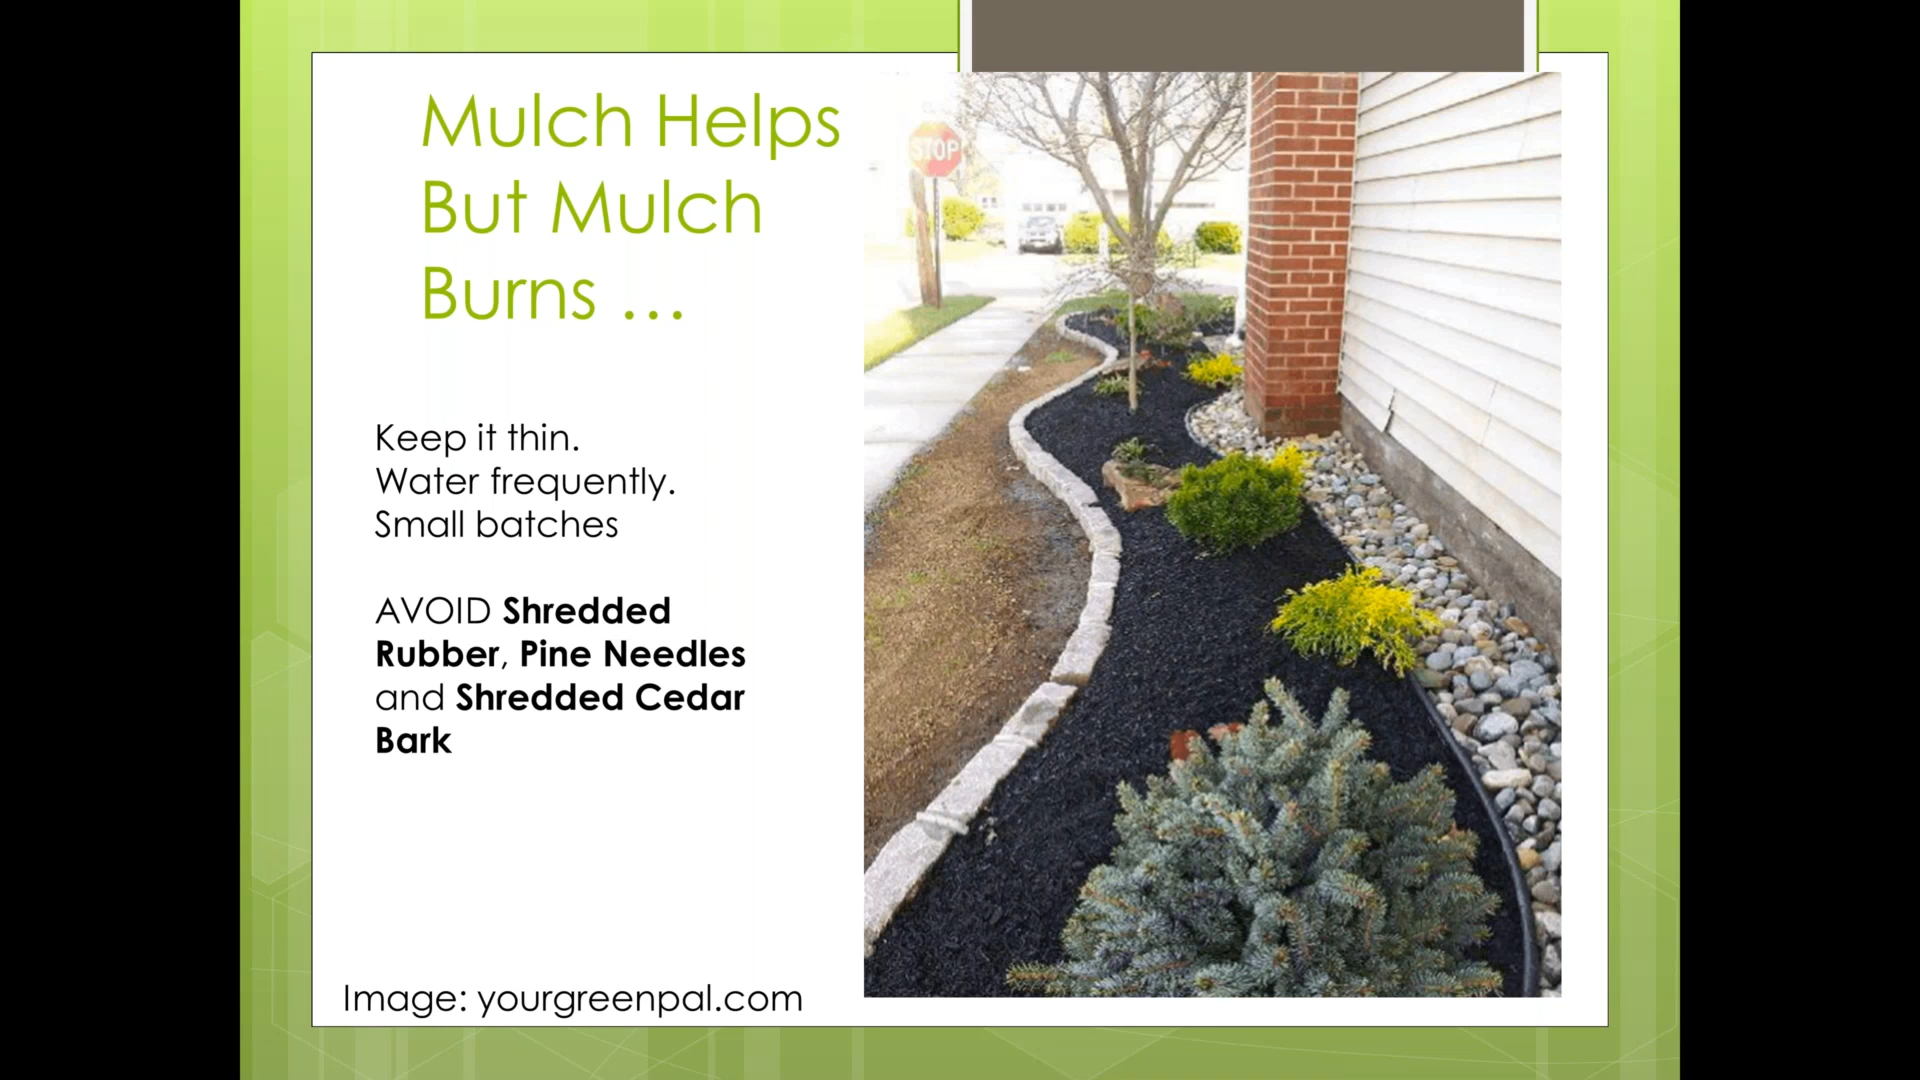 Mulch Helps
But Mulch
Burns …
Keep it thin.
Water frequently.
Small batches
AVOID Shredded
Rubber, Pine Needles
and Shredded Cedar
Bark
Image: yourgreenpal.com
STOP